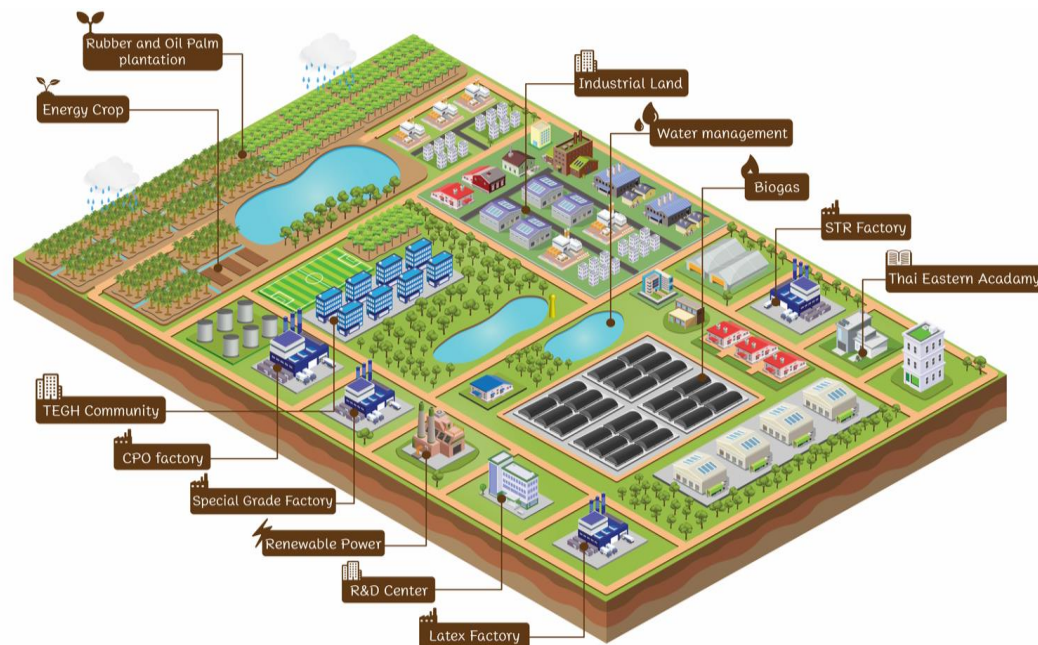 Rubber and Oil Palm
plantation
Energy Crop
Industrial Land
Water management
Biogas
STR Factory
Thai Eastern Acadamy
TEGH Community
CPO factory
Special Grade Factory
Renewable Power
R&D Center
Latex Factory